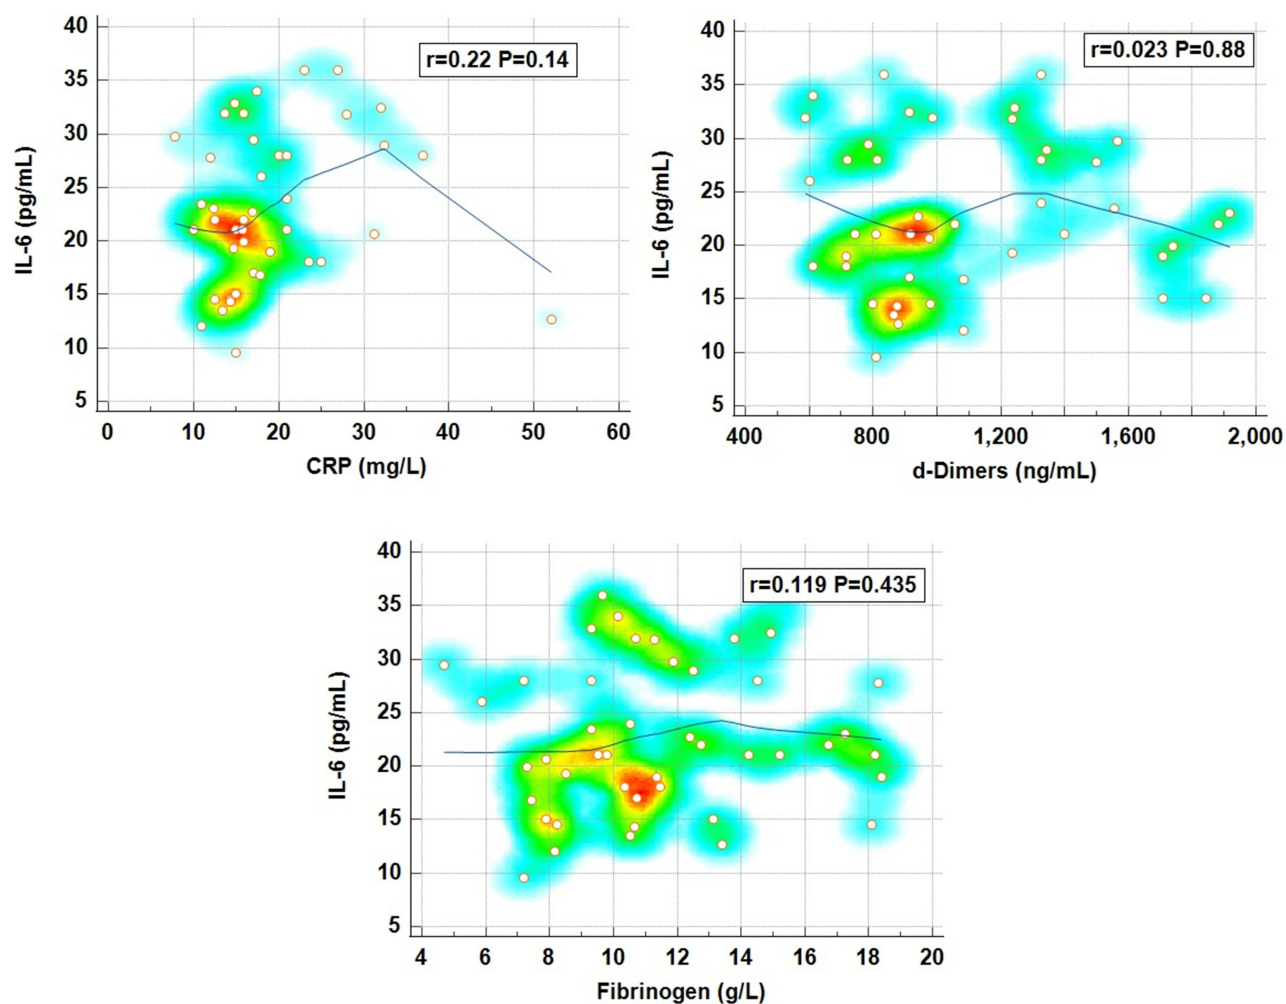 r=0.22 P=0.14
IL-6 (pg/mL)
40
35
30
25
20
15
10
5
0 10 20 30 40 50 60
CRP (mg/L)
r=0.023 P=0.88
IL-6 (pg/mL)
40
35
30
25
20
15
10
5
400 800 1,200 1,600 2,000
d-Dimers (ng/mL)
r=0.119 P=0.435
IL-6 (pg/mL)
40
35
30
25
20
15
10
5
4 6 8 10 12 14 16 18 20
Fibrinogen (g/L)